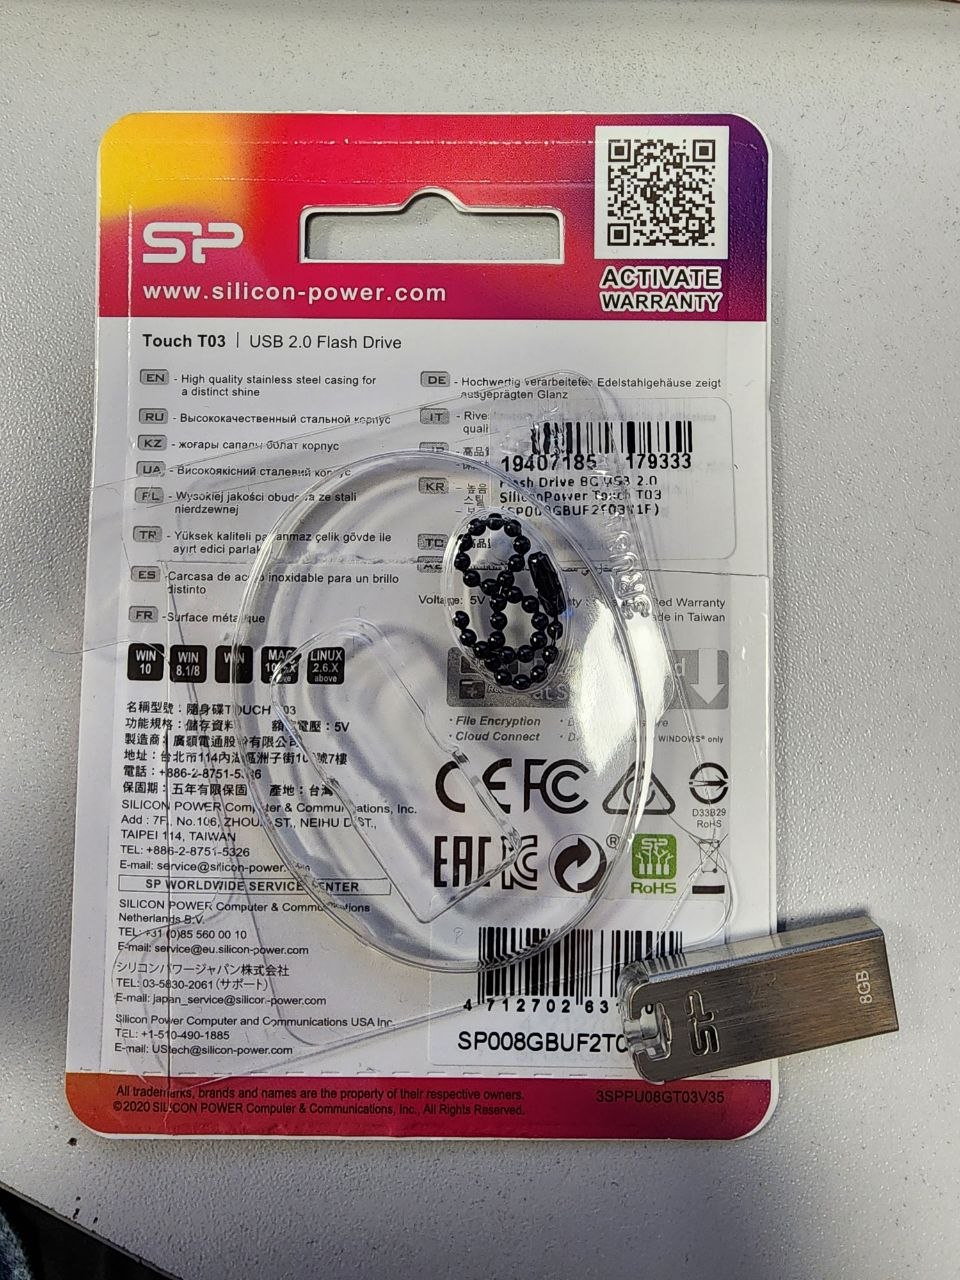 SP
www.silicon-power.com
ACTIVATE
WARRANTY
Touch T03 | USB 2.0 Flash Drive
EN - High quality stainless steel casing for
a distinct shine
RU - Высококачественный стальной корпус
KZ - жоғары сапалы болат корпус
UA - Високоякісний сталевий корпус
PL - Wysokiej jakości ze stali
nierdzewnej
TR - Yüksek kaliteli çelik gövde ile
ayırt edici
ES -Carcasa de inoxidable para un brillo
distinto
FR -Surface
DE - Hochwertig verarbeitetes Edelstahlgehäuse zeigt
ausgeprägten Glanz
IT
KR
TC
19407185 179333
Flash Drive 8G USB 2.0
SiliconPower Touch T03
5V Warranty
in Taiwan
WIN 10
WIN 8.1/8
WIN
MAC
LINUX 2.6.X above
名稱型號：隨身碟TOUCH T03
功能規格：儲存資料 電壓：5V
製造商：廣穎電通股份有限公司
地址：台北市114內湖區洲子街 號7樓
電話：+886-2-8751-
保固期：五年有限保固 產地：台灣
SILICON POWER Computer & Communications, Inc.
Add : 7F, No.106, ST., NEIHU DIST.,
TAIPEI 114, TAIWAN
TEL: +886-2-8751-5326
E-mail: service@silicon-power.
SP WORLDWIDE SERVICE CENTER
SILICON POWER Computer & Communications
Netherlands B.V.
TEL: +31 (0)85 560 00 10
E-mail: service@eu.silicon-power.com
シリコンパワージャパン株式会社
TEL: 03-5830-2061 (サポート)
E-mail: japan_service@silicon-power.com
Silicon Power Computer and Communications USA Inc.
TEL: +1-510-490-1885
E-mail: UStech@silicon-power.com
· File Encryption
· Cloud Connect
WINDOWS® only
CE FC
D33B29
RoHS
EAC
SP
RoHS
4 712702 63
SP008GBUF2T0
SP
8GB
All trademarks, brands and names are the property of their respective owners.
©2020 SILICON POWER Computer & Communications, Inc., All Rights Reserved.
3SPPU08GT03V35